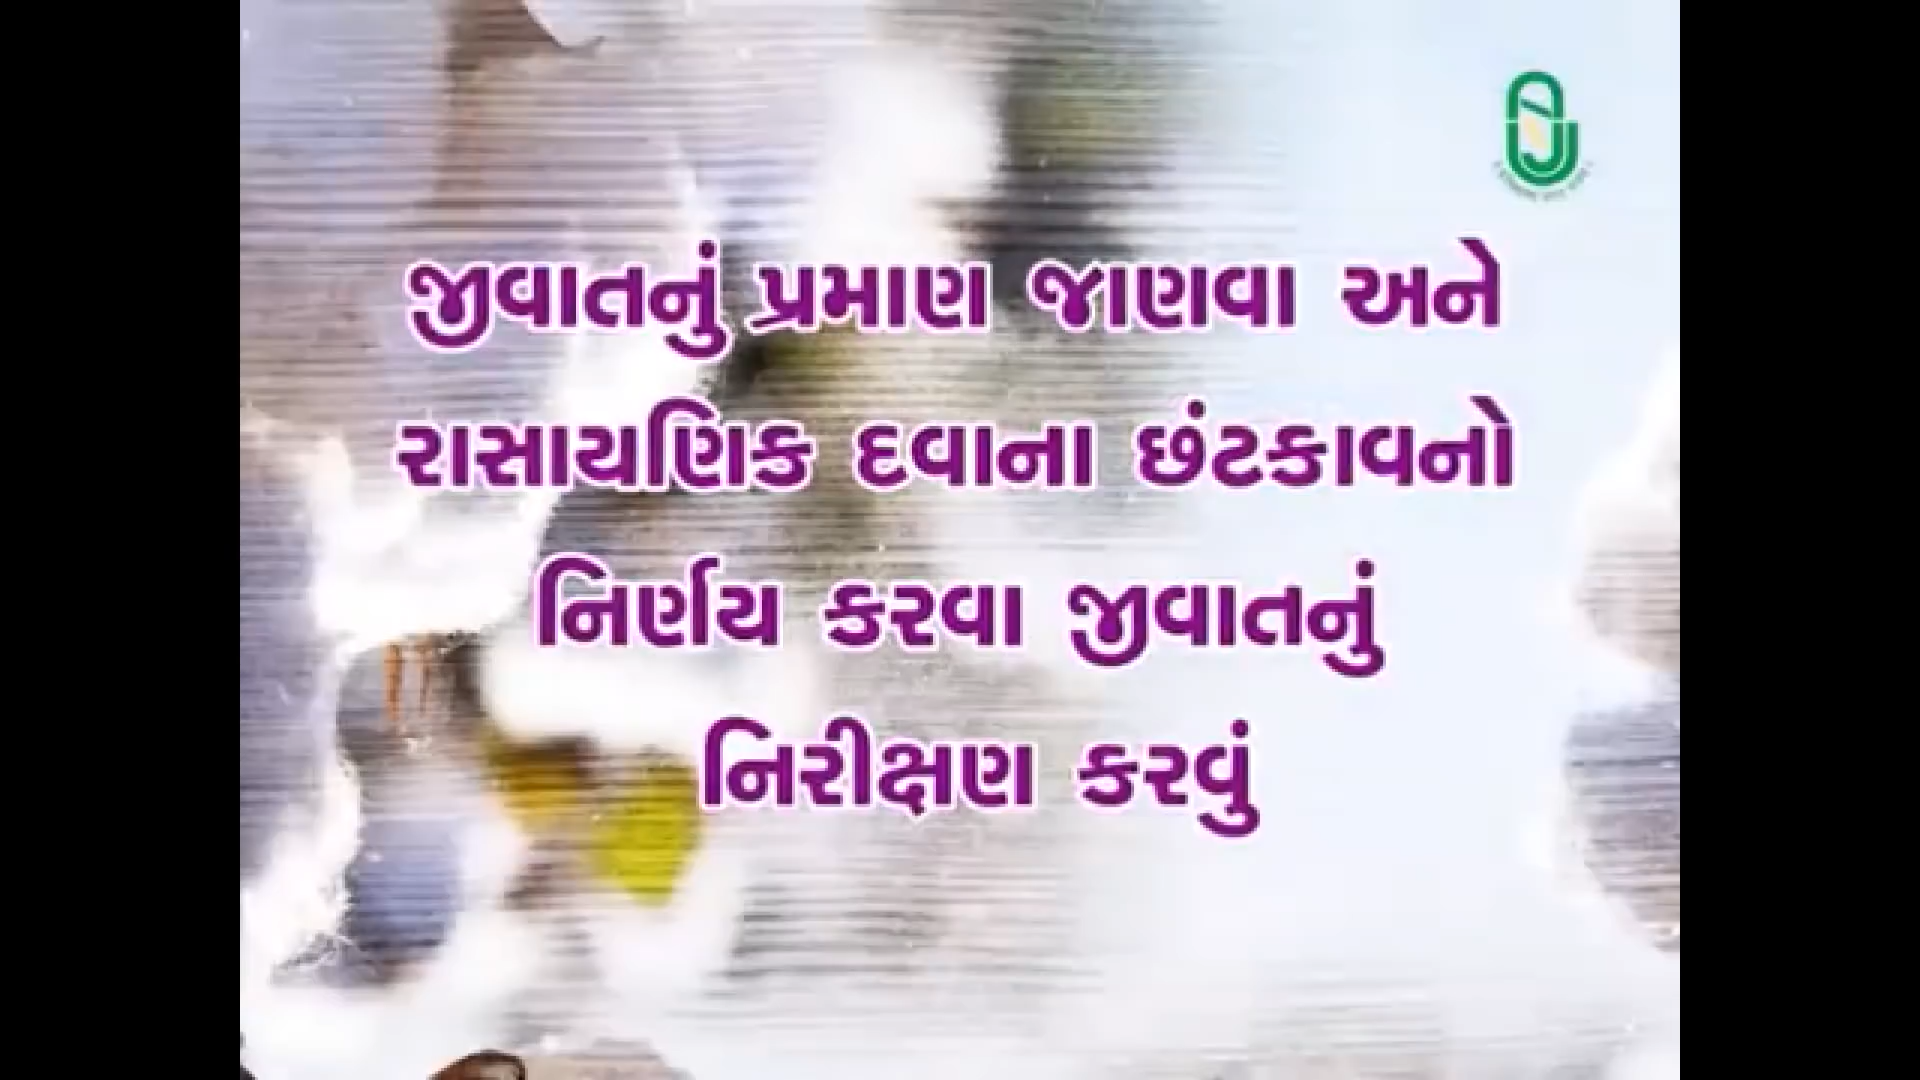 જીવાતનું પ્રમાણ જાણવા અને
રાસાયણિક દવાના છંટકાવનો
નિર્ણય કરવા જીવાતનું
નિરીક્ષણ કરવું